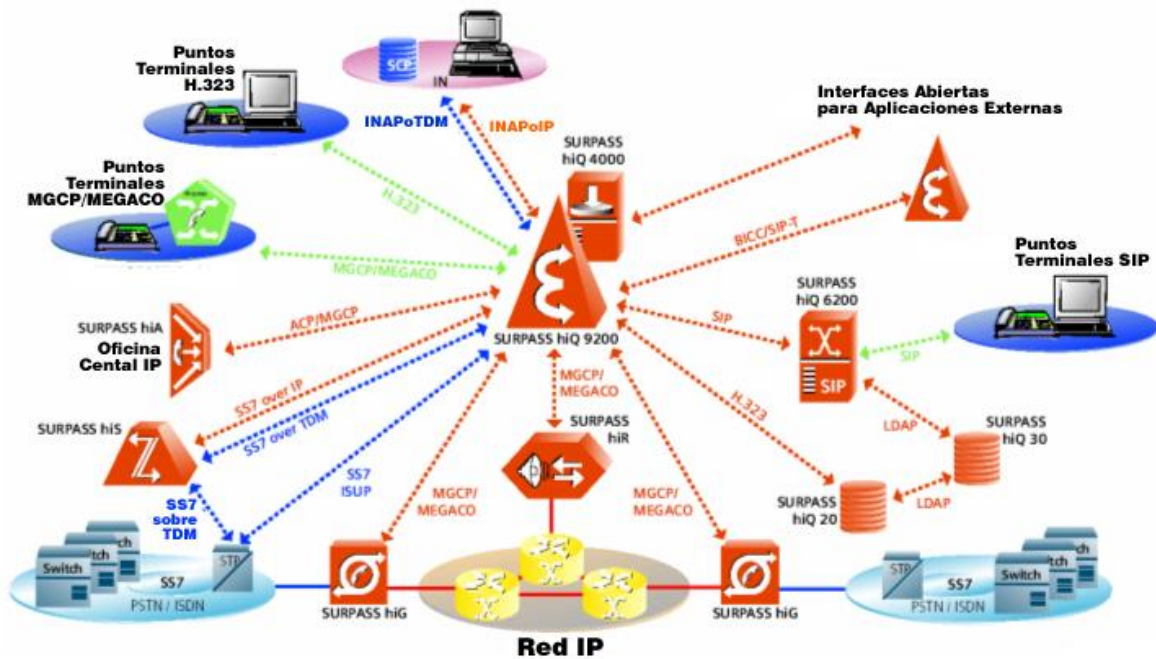 Puntos
Terminales
H.323
SCP
IN
INAPoTDM
INAPoIP
SURPASS
hiQ 4000
Interfaces Abiertas
para Aplicaciones Externas
Puntos
Terminales
MGCP/MEGACO
H.323
MGCP/MEGACO
BICC/SIP-T
Puntos
Terminales SIP
SURPASS
hiQ 6200
SIP
SIP
SIP
SURPASS hiA
Oficina
Cental IP
ACP/MGCP
SURPASS hiQ 9200
SS7 over IP
SS7 over TDM
MGCP/
MEGACO
H.323
LDAP
SURPASS
hiQ 30
SURPASS hiS
SURPASS
hiR
SS7
ISUP
MGCP/
MEGACO
MGCP/
MEGACO
SURPASS
hiQ 20
LDAP
SS7
sobre
TDM
Switch
STP
SS7
PSTN / ISDN
SURPASS hiG
SURPASS hiG
STP
SS7
Switch
PSTN / ISDN
Red IP